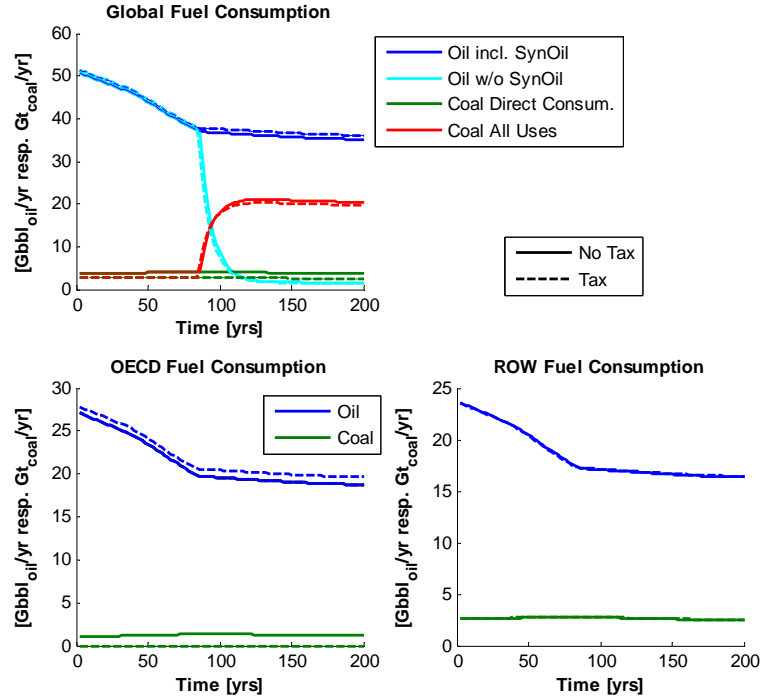 Global Fuel Consumption
[Gbbl_oil/yr resp. Gt_coal/yr]
60
50
40
30
20
10
0
0 50 100 150 200
Time [yrs]
Oil incl. SynOil
Oil w/o SynOil
Coal Direct Consum.
Coal All Uses
No Tax
Tax
OECD Fuel Consumption
[Gbbl_oil/yr resp. Gt_coal/yr]
30
25
20
15
10
5
0
0 50 100 150 200
Time [yrs]
Oil
Coal
ROW Fuel Consumption
[Gbbl_oil/yr resp. Gt_coal/yr]
25
20
15
10
5
0
0 50 100 150 200
Time [yrs]